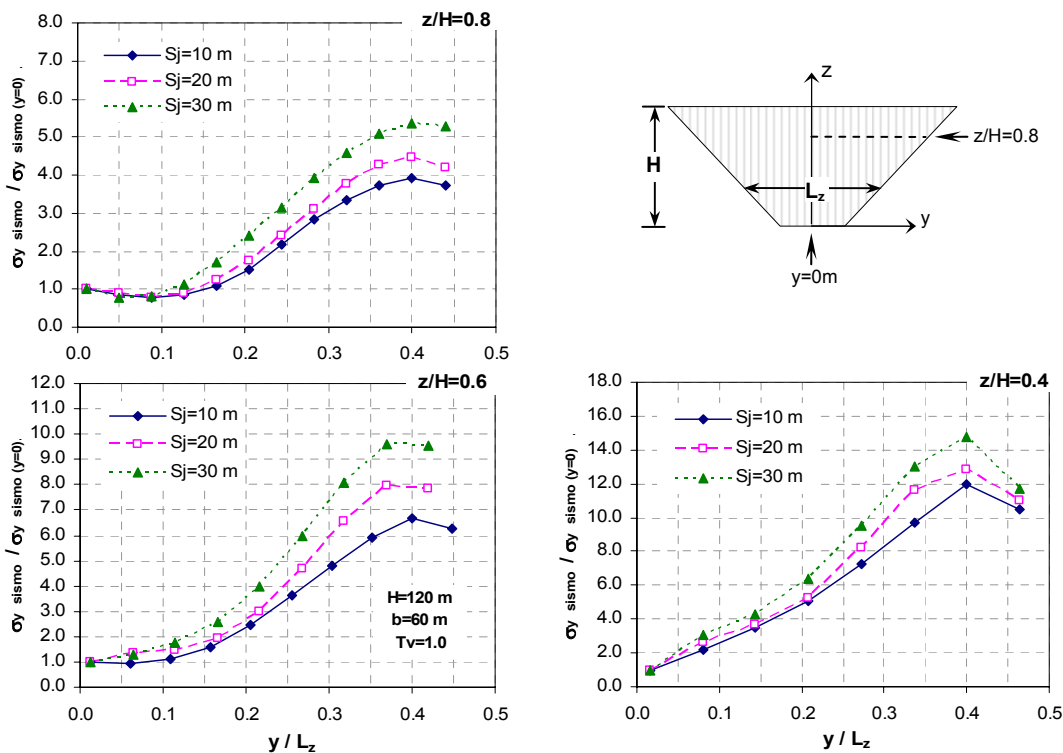 z/H=0.8
8.0
7.0
6.0
5.0
4.0
3.0
2.0
1.0
0.0
Sj=10 m
Sj=20 m
Sj=30 m
σy sismo / σy sismo (y=0) .
0.0 0.1 0.2 0.3 0.4 0.5
z
H
z/H=0.8
Lz
y
y=0m
z/H=0.6
12.0
11.0
10.0
9.0
8.0
7.0
6.0
5.0
4.0
3.0
2.0
1.0
0.0
Sj=10 m
Sj=20 m
Sj=30 m
H=120 m
b=60 m
Tv=1.0
σy sismo / σy sismo (y=0) .
0.0 0.1 0.2 0.3 0.4 0.5
y / Lz
z/H=0.4
18.0
16.0
14.0
12.0
10.0
8.0
6.0
4.0
2.0
0.0
Sj=10 m
Sj=20 m
Sj=30 m
σy sismo / σy sismo (y=0) .
0.0 0.1 0.2 0.3 0.4 0.5
y / Lz